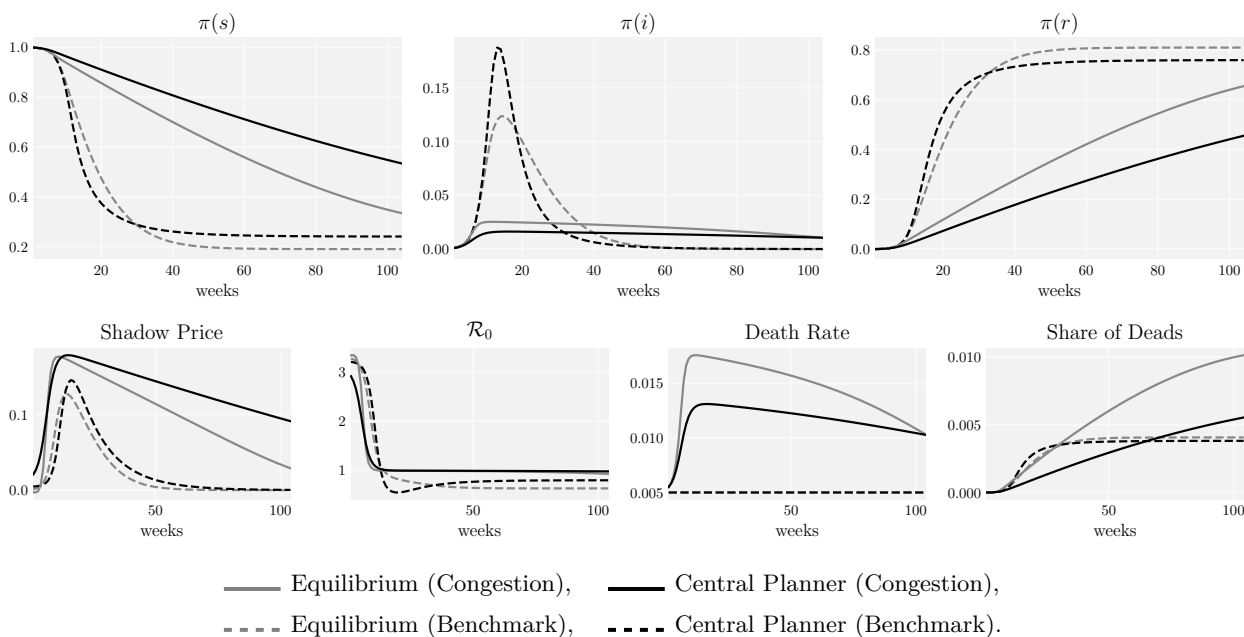 π(s) π(i) π(r)
1.0 0.8 0.6 0.4 0.2
0.15 0.10 0.05 0.00
0.8 0.6 0.4 0.2 0.0
20 40 60 80 100 20 40 60 80 100 20 40 60 80 100
weeks weeks weeks
Shadow Price ℛ₀ Death Rate Share of Deads
0.1 0.0
3 2 1
0.015 0.010 0.005
0.010 0.005 0.000
50 100 50 100 50 100 50 100
weeks weeks weeks weeks
Equilibrium (Congestion), Central Planner (Congestion),
Equilibrium (Benchmark), Central Planner (Benchmark).